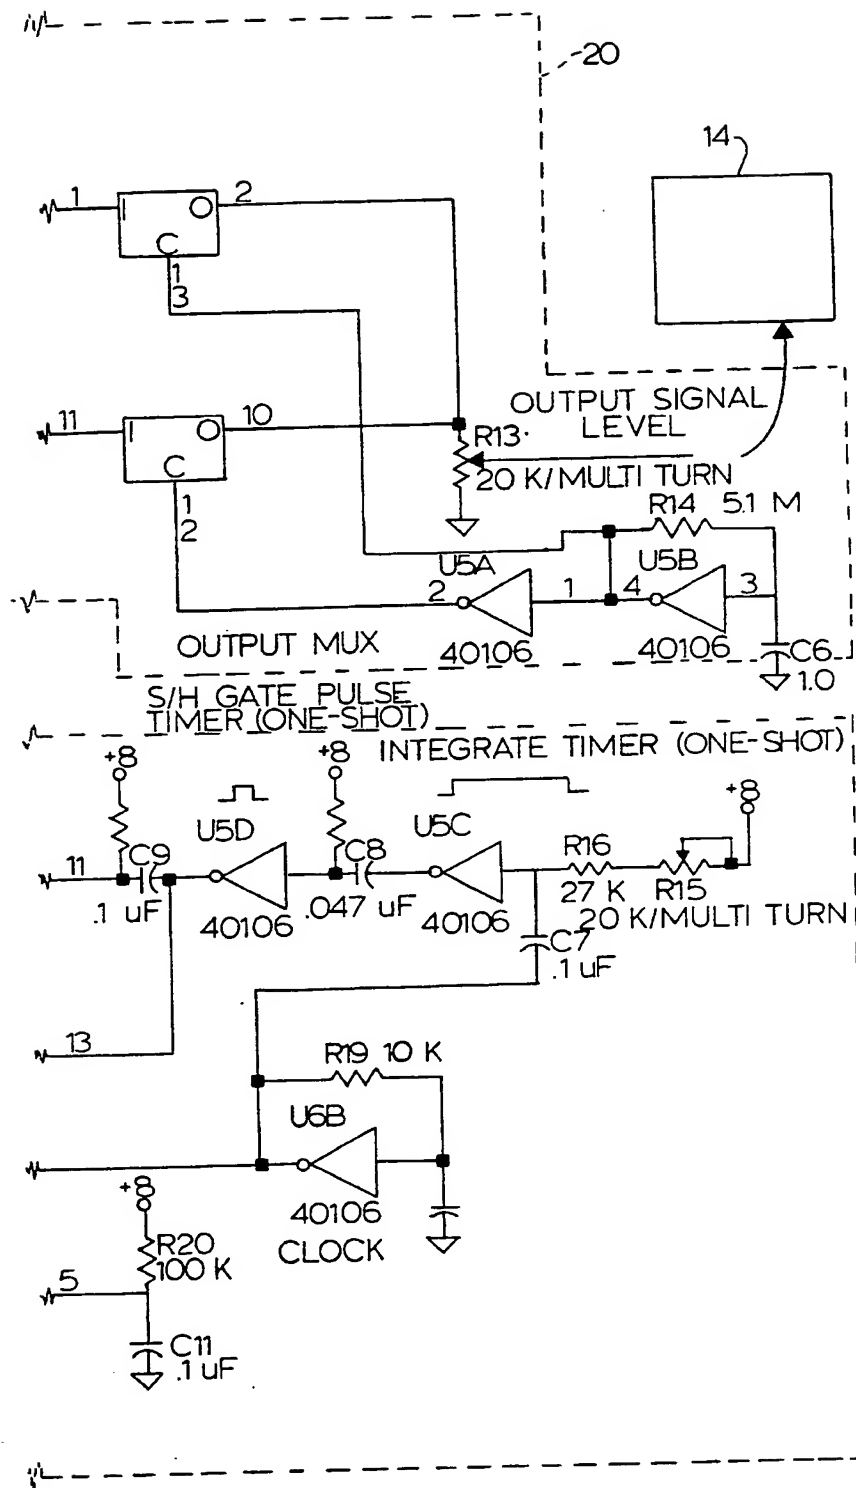 20
14
1
I
O
2
C
1
3
11
I
O
10
C
1
2
OUTPUT SIGNAL
LEVEL
R13
20 K/MULTI TURN
R14 5.1 M
U5A
2
1
40106
U5B
4
3
40106
C6
1.0
OUTPUT MUX
S/H GATE PULSE
TIMER (ONE-SHOT)
INTEGRATE TIMER (ONE-SHOT)
+8
+8
+8
U5D
U5C
11
C9
.1 uF
40106
C8
.047 uF
40106
R16
27 K
R15
20 K/MULTI TURN
C7
.1 uF
13
R19 10 K
U6B
40106
CLOCK
+8
R20
100 K
5
C11
.1 uF